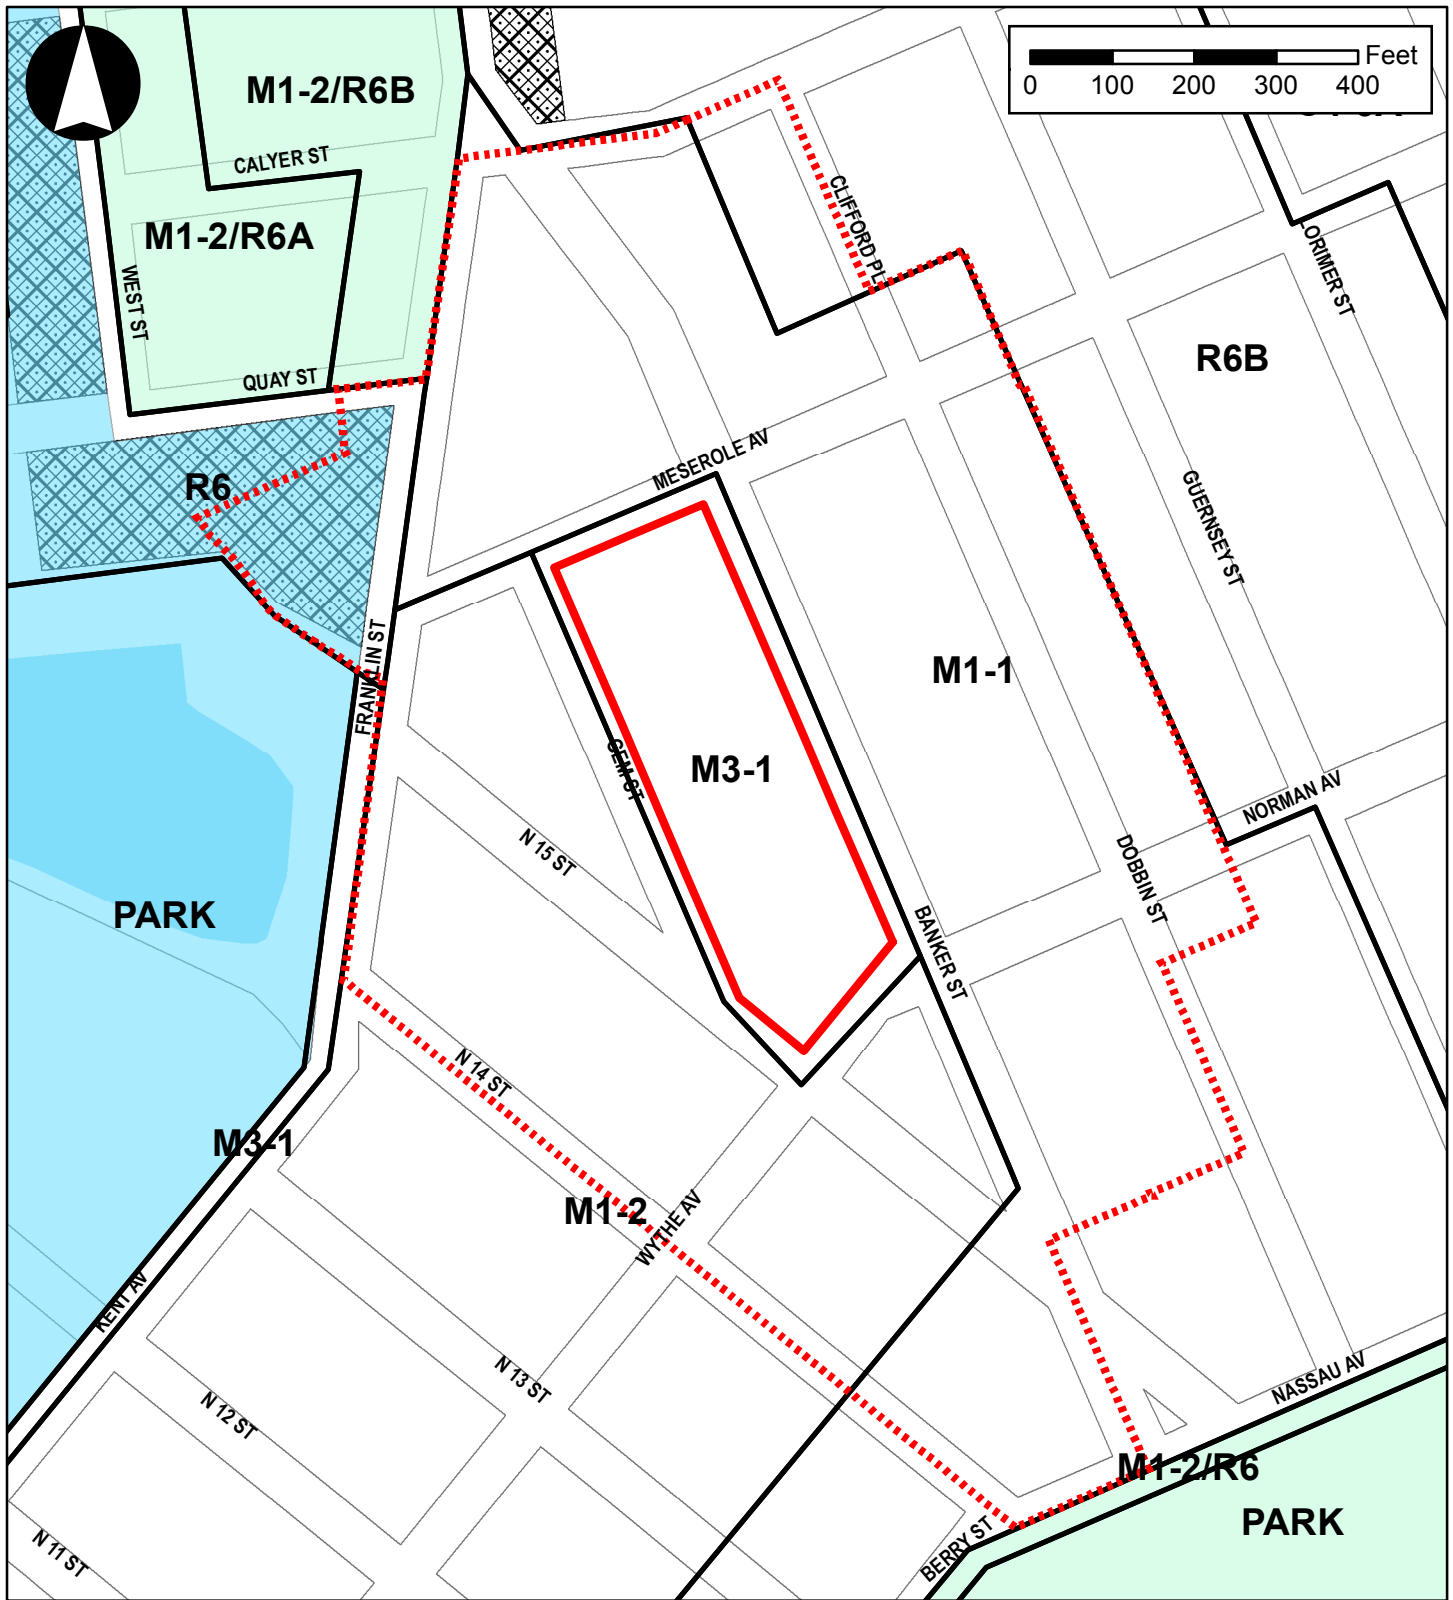 Feet
0 100 200 300 400
M1-2/R6B
CALYER ST
M1-2/R6A
WEST ST
QUAY ST
CLIFFORD PL
LORIMER ST
R6B
MESEROLE AV
R6
GUERNSEY ST
FRANKLIN ST
M1-1
GEM ST
M3-1
NORMAN AV
N 15 ST
DOBBIN ST
PARK
BANKER ST
N 14 ST
M3-1
M1-2
WYTHE AV
KENT AV
N 13 ST
NASSAU AV
N 12 ST
M1-2/R6
PARK
BERRY ST
N 11 ST